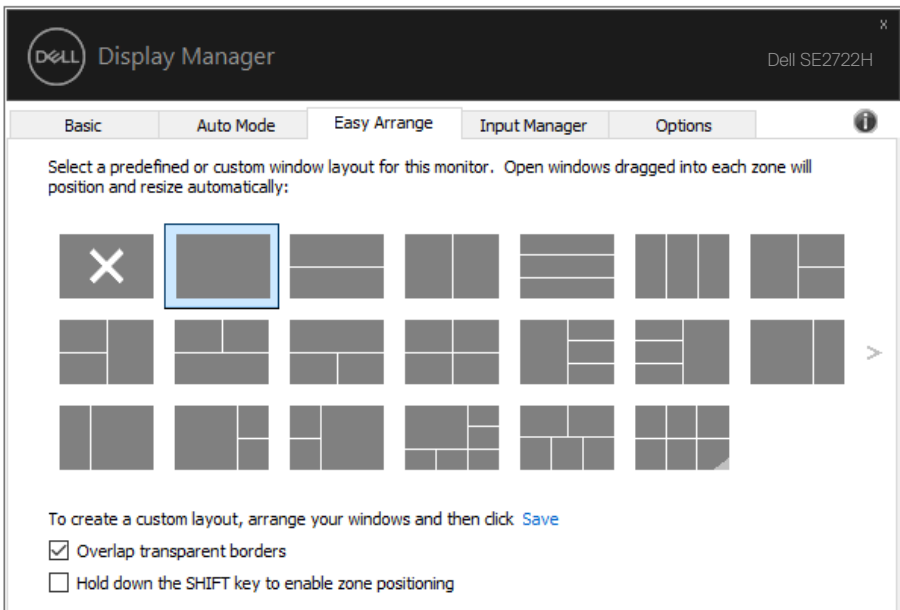 x
DELL Display Manager
Dell SE2722H
Basic Auto Mode Easy Arrange Input Manager Options i
Select a predefined or custom window layout for this monitor. Open windows dragged into each zone will
position and resize automatically:
>
To create a custom layout, arrange your windows and then click Save
Overlap transparent borders
Hold down the SHIFT key to enable zone positioning